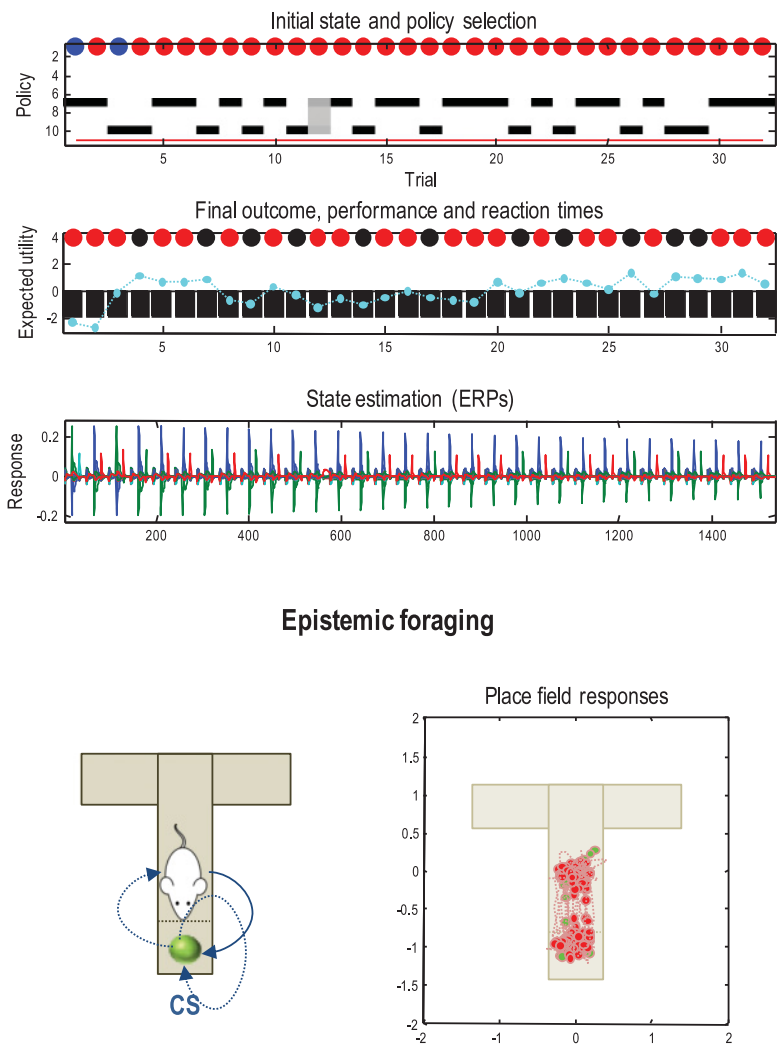 Initial state and policy selection
2
4
6
8
10
Policy
5 10 15 20 25 30
Trial
Final outcome, performance and reaction times
4
2
0
-2
Expected utility
5 10 15 20 25 30
State estimation (ERPs)
0.2
0
-0.2
Response
200 400 600 800 1000 1200 1400
Epistemic foraging
CS
Place field responses
2
1.5
1
0.5
0
-0.5
-1
-1.5
-2
-2 -1 0 1 2